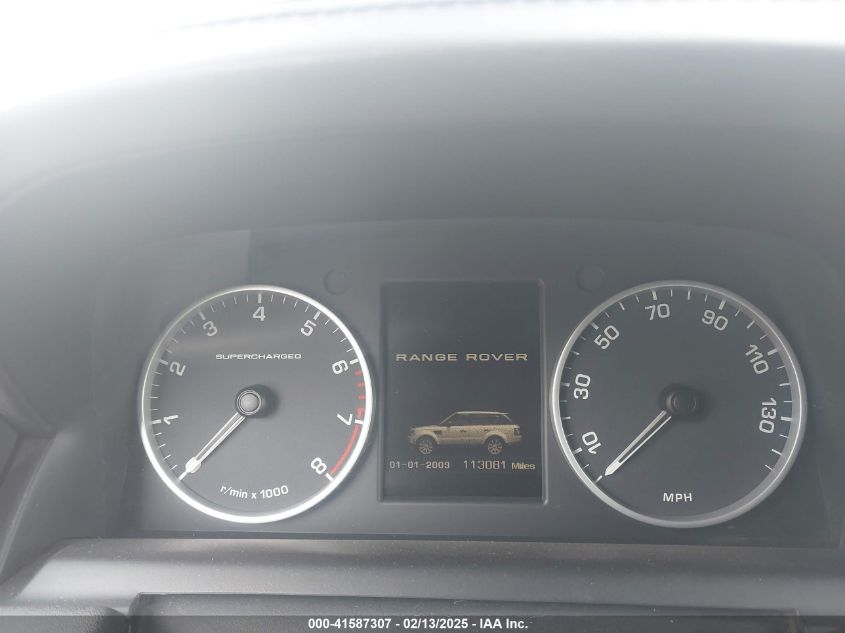 1
2
3
4
5
6
7
8
SUPERCHARGED
r/min x 1000
RANGE ROVER
01-01-2009 113081 Miles
10
30
50
70
90
110
130
MPH
000-41587307 / 02/13/2025 / IAA Inc.